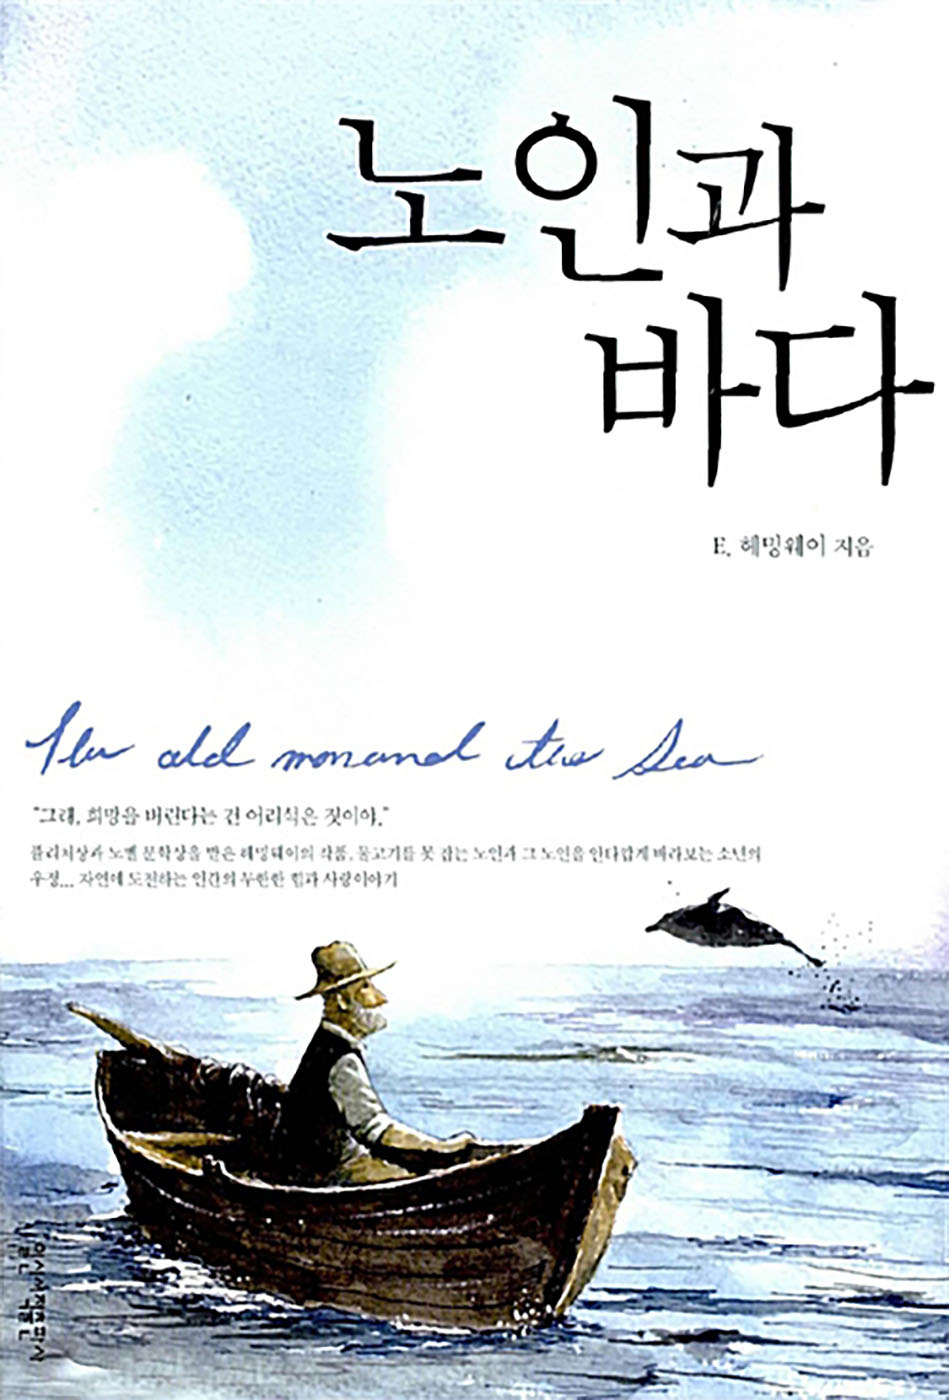 노인과
바다
E. 헤밍웨이 지음
The old man and the Sea
"그래, 희망을 버린다는 건 어리석은 짓이야."
퓰리처상과 노벨 문학상을 받은 헤밍웨이의 작품. 물고기를 못 잡는 노인과 그 노인을 안타깝게 바라보는 소년의
우정... 자연에 도전하는 인간의 무한한 힘과 사랑이야기